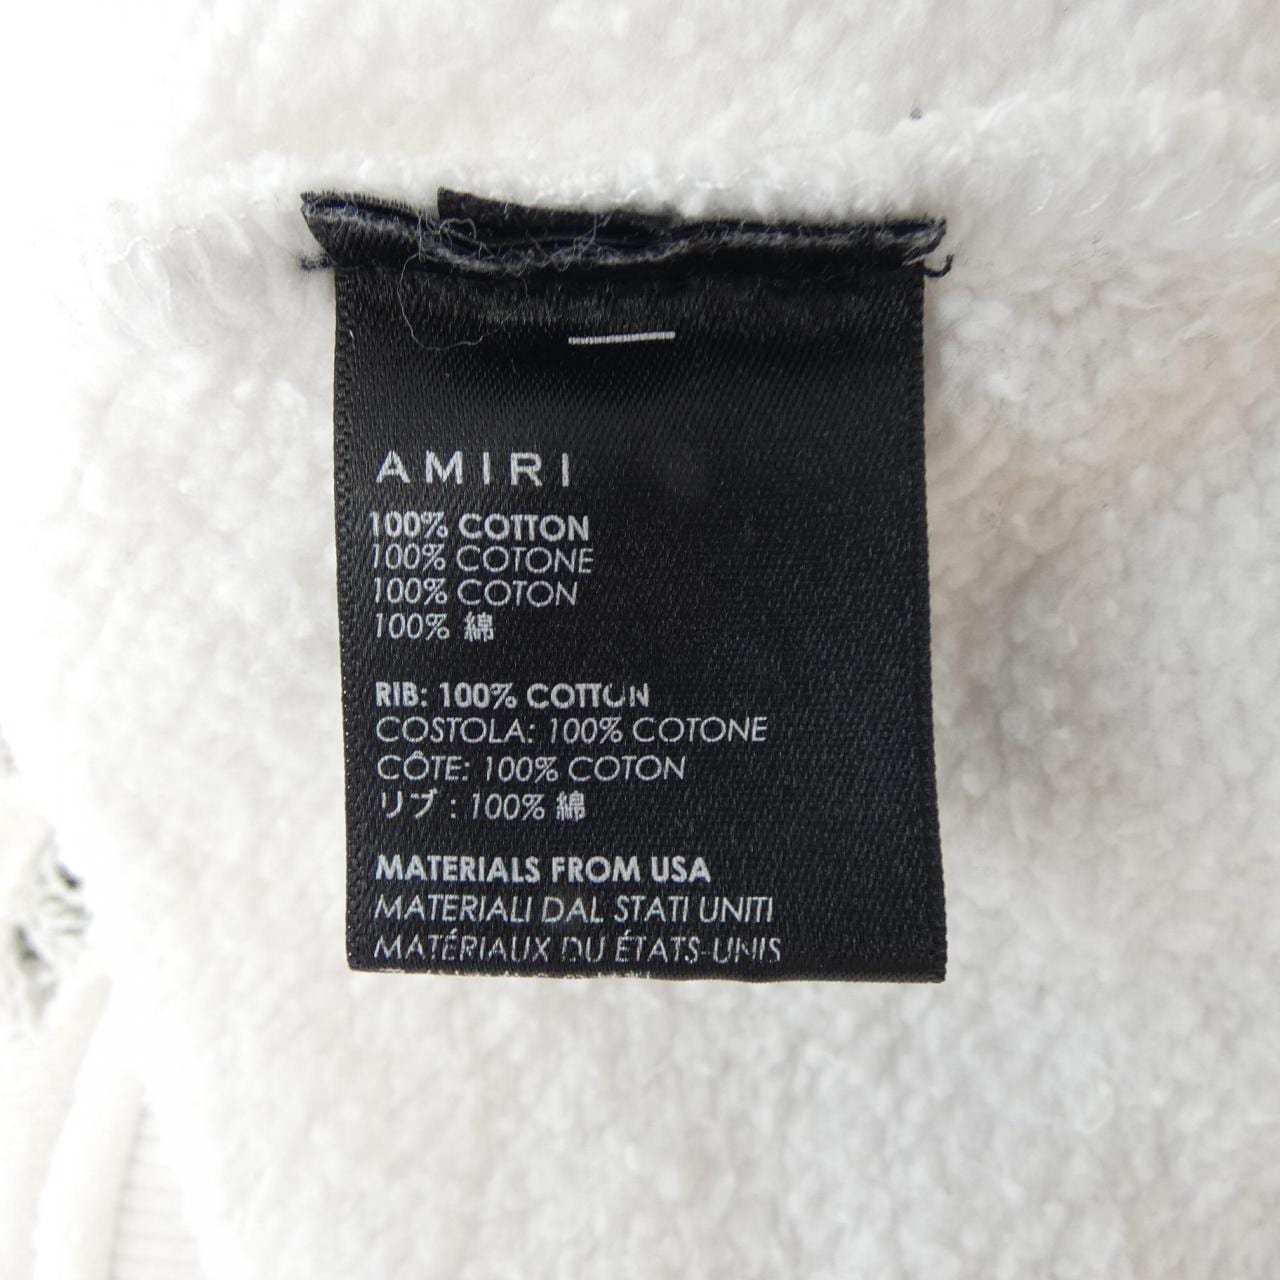 AMIRI
100% COTTON
100% COTONE
100% COTON
100% 綿
RIB: 100% COTTON
COSTOLA: 100% COTONE
CÔTE: 100% COTON
リブ : 100% 綿
MATERIALS FROM USA
MATERIALI DAL STATI UNITI
MATÉRIAUX DU ÉTATS-UNIS